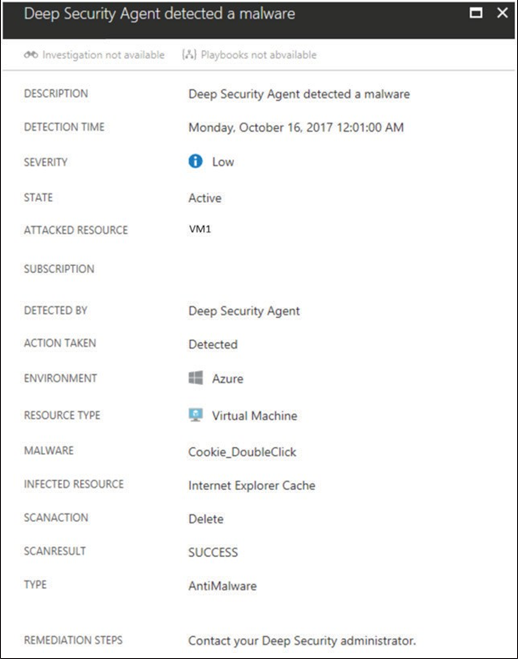 Deep Security Agent detected a malware
Investigation not available Playbooks not abvailable
DESCRIPTION Deep Security Agent detected a malware
DETECTION TIME Monday, October 16, 2017 12:01:00 AM
SEVERITY Low
STATE Active
ATTACKED RESOURCE VM1
SUBSCRIPTION
DETECTED BY Deep Security Agent
ACTION TAKEN Detected
ENVIRONMENT Azure
RESOURCE TYPE Virtual Machine
MALWARE Cookie_DoubleClick
INFECTED RESOURCE Internet Explorer Cache
SCANACTION Delete
SCANRESULT SUCCESS
TYPE AntiMalware
REMEDIATION STEPS Contact your Deep Security administrator.